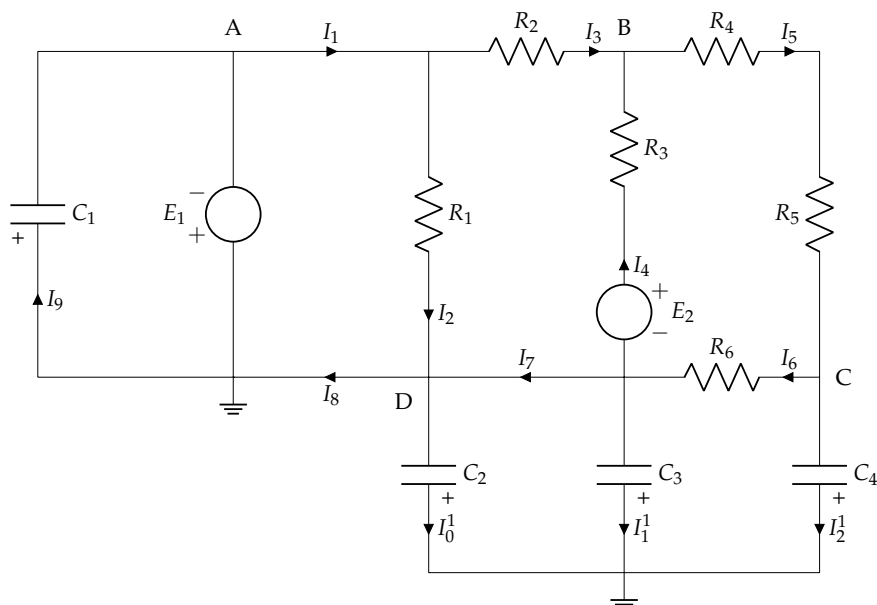 A
I₁
R₂
I₃
B
R₄
I₅
R₃
C₁
+
−
E₁
+
R₁
R₅
I₉
I₂
I₄
+
E₂
−
I₈
D
I₇
R₆
I₆
C
C₂
+
C₃
+
C₄
+
I₀¹
I₁¹
I₂¹